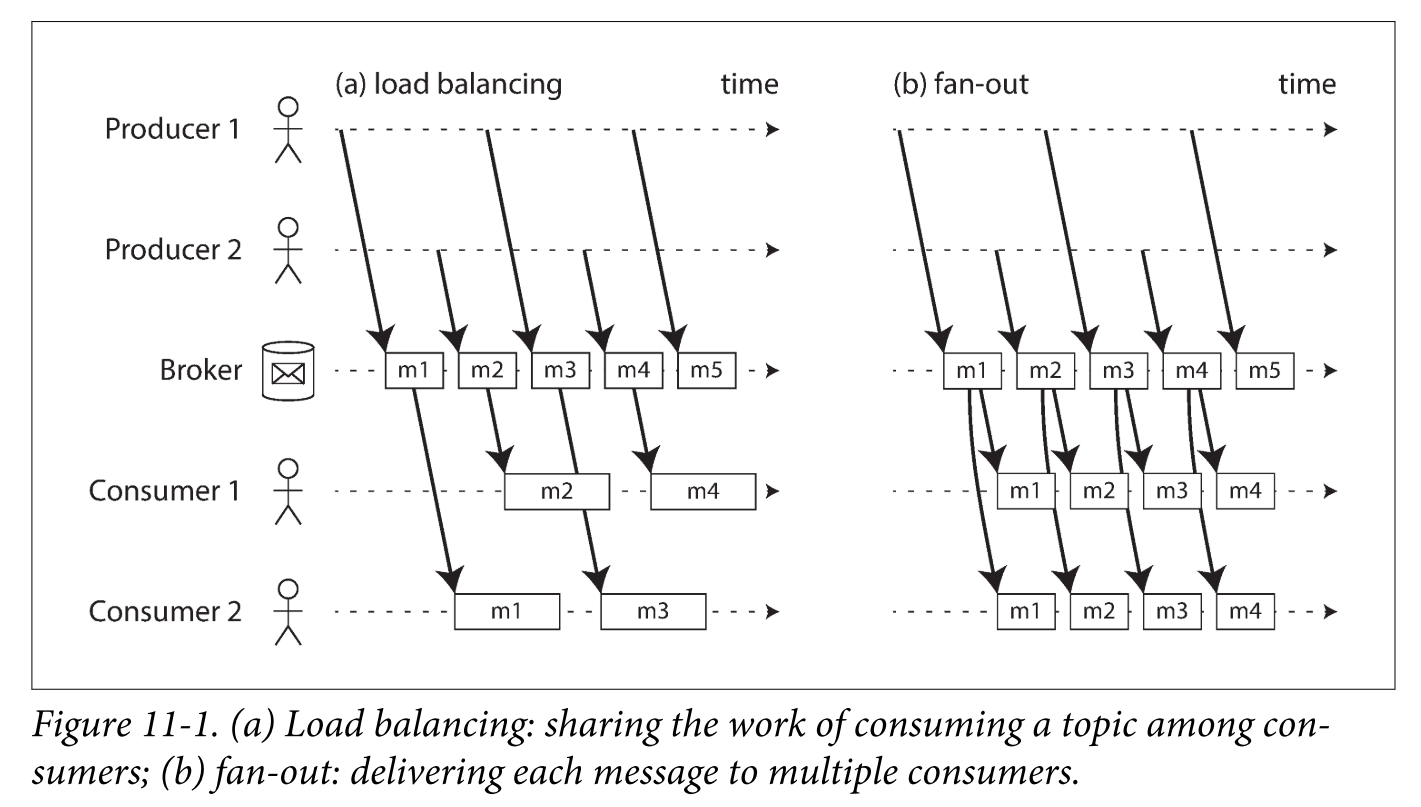 (a) load balancing time (b) fan-out time
Producer 1
Producer 2
Broker m1 m2 m3 m4 m5 m1 m2 m3 m4 m5
Consumer 1 m2 m4 m1 m2 m3 m4
Consumer 2 m1 m3 m1 m2 m3 m4
Figure 11-1. (a) Load balancing: sharing the work of consuming a topic among con-
sumers; (b) fan-out: delivering each message to multiple consumers.